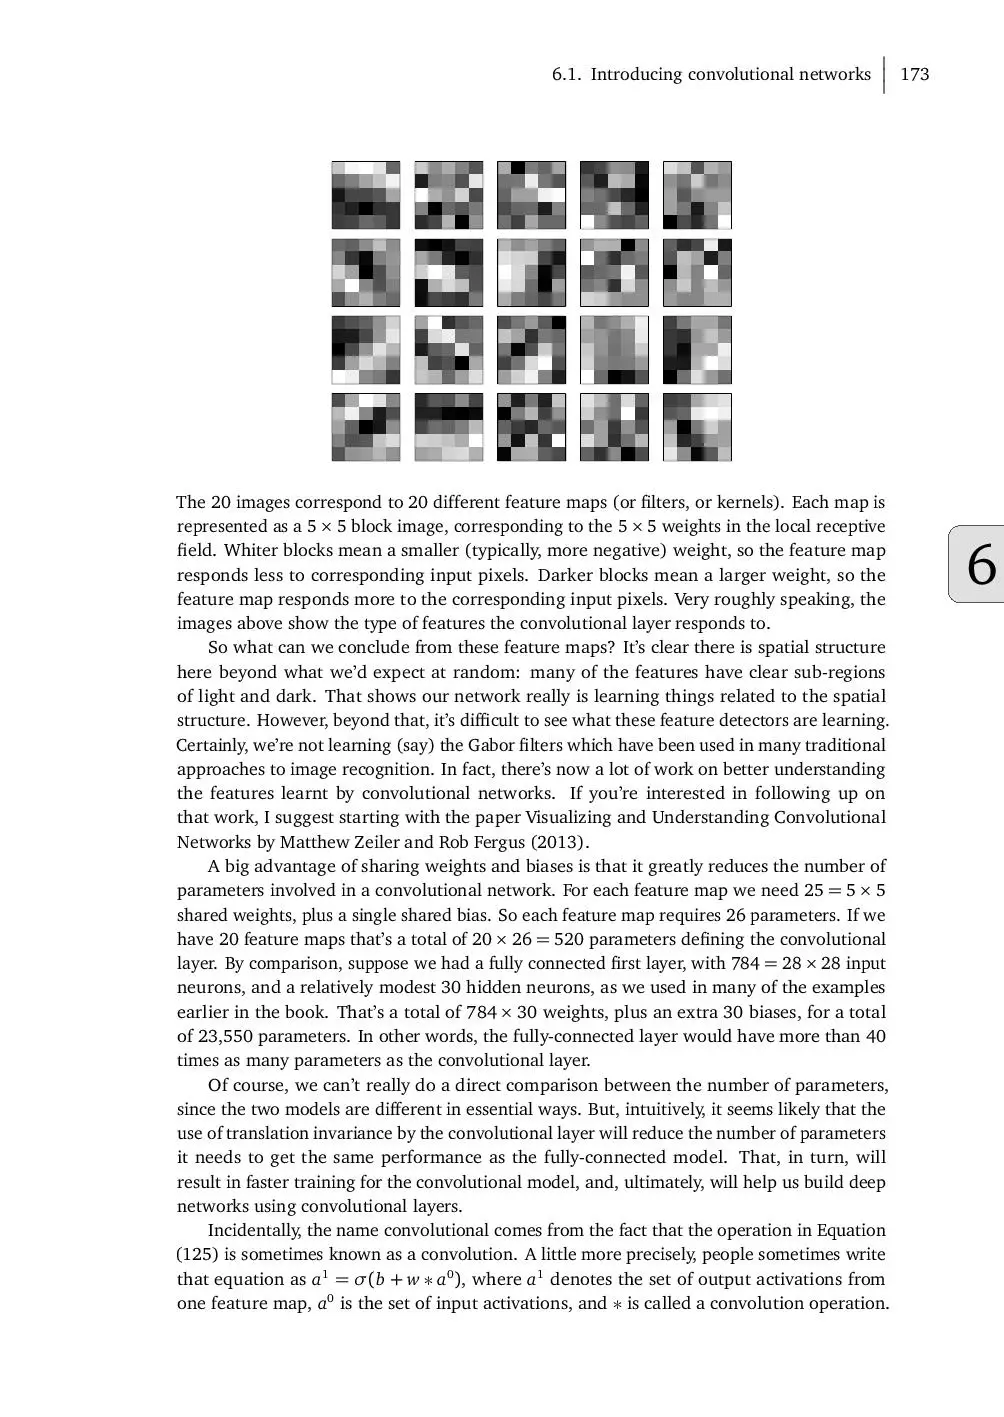 6.1. Introducing convolutional networks 173
The 20 images correspond to 20 different feature maps (or filters, or kernels). Each map is
represented as a 5 × 5 block image, corresponding to the 5 × 5 weights in the local receptive
field. Whiter blocks mean a smaller (typically, more negative) weight, so the feature map
responds less to corresponding input pixels. Darker blocks mean a larger weight, so the
feature map responds more to the corresponding input pixels. Very roughly speaking, the
images above show the type of features the convolutional layer responds to.
So what can we conclude from these feature maps? It's clear there is spatial structure
here beyond what we'd expect at random: many of the features have clear sub-regions
of light and dark. That shows our network really is learning things related to the spatial
structure. However, beyond that, it's difficult to see what these feature detectors are learning.
Certainly, we're not learning (say) the Gabor filters which have been used in many traditional
approaches to image recognition. In fact, there's now a lot of work on better understanding
the features learnt by convolutional networks. If you're interested in following up on
that work, I suggest starting with the paper Visualizing and Understanding Convolutional
Networks by Matthew Zeiler and Rob Fergus (2013).
A big advantage of sharing weights and biases is that it greatly reduces the number of
parameters involved in a convolutional network. For each feature map we need 25 = 5 × 5
shared weights, plus a single shared bias. So each feature map requires 26 parameters. If we
have 20 feature maps that's a total of 20 × 26 = 520 parameters defining the convolutional
layer. By comparison, suppose we had a fully connected first layer, with 784 = 28 × 28 input
neurons, and a relatively modest 30 hidden neurons, as we used in many of the examples
earlier in the book. That's a total of 784 × 30 weights, plus an extra 30 biases, for a total
of 23,550 parameters. In other words, the fully-connected layer would have more than 40
times as many parameters as the convolutional layer.
Of course, we can't really do a direct comparison between the number of parameters,
since the two models are different in essential ways. But, intuitively, it seems likely that the
use of translation invariance by the convolutional layer will reduce the number of parameters
it needs to get the same performance as the fully-connected model. That, in turn, will
result in faster training for the convolutional model, and, ultimately, will help us build deep
networks using convolutional layers.
Incidentally, the name convolutional comes from the fact that the operation in Equation
(125) is sometimes known as a convolution. A little more precisely, people sometimes write
that equation as a¹ = σ(b + w ∗ a⁰), where a¹ denotes the set of output activations from
one feature map, a⁰ is the set of input activations, and ∗ is called a convolution operation.
6